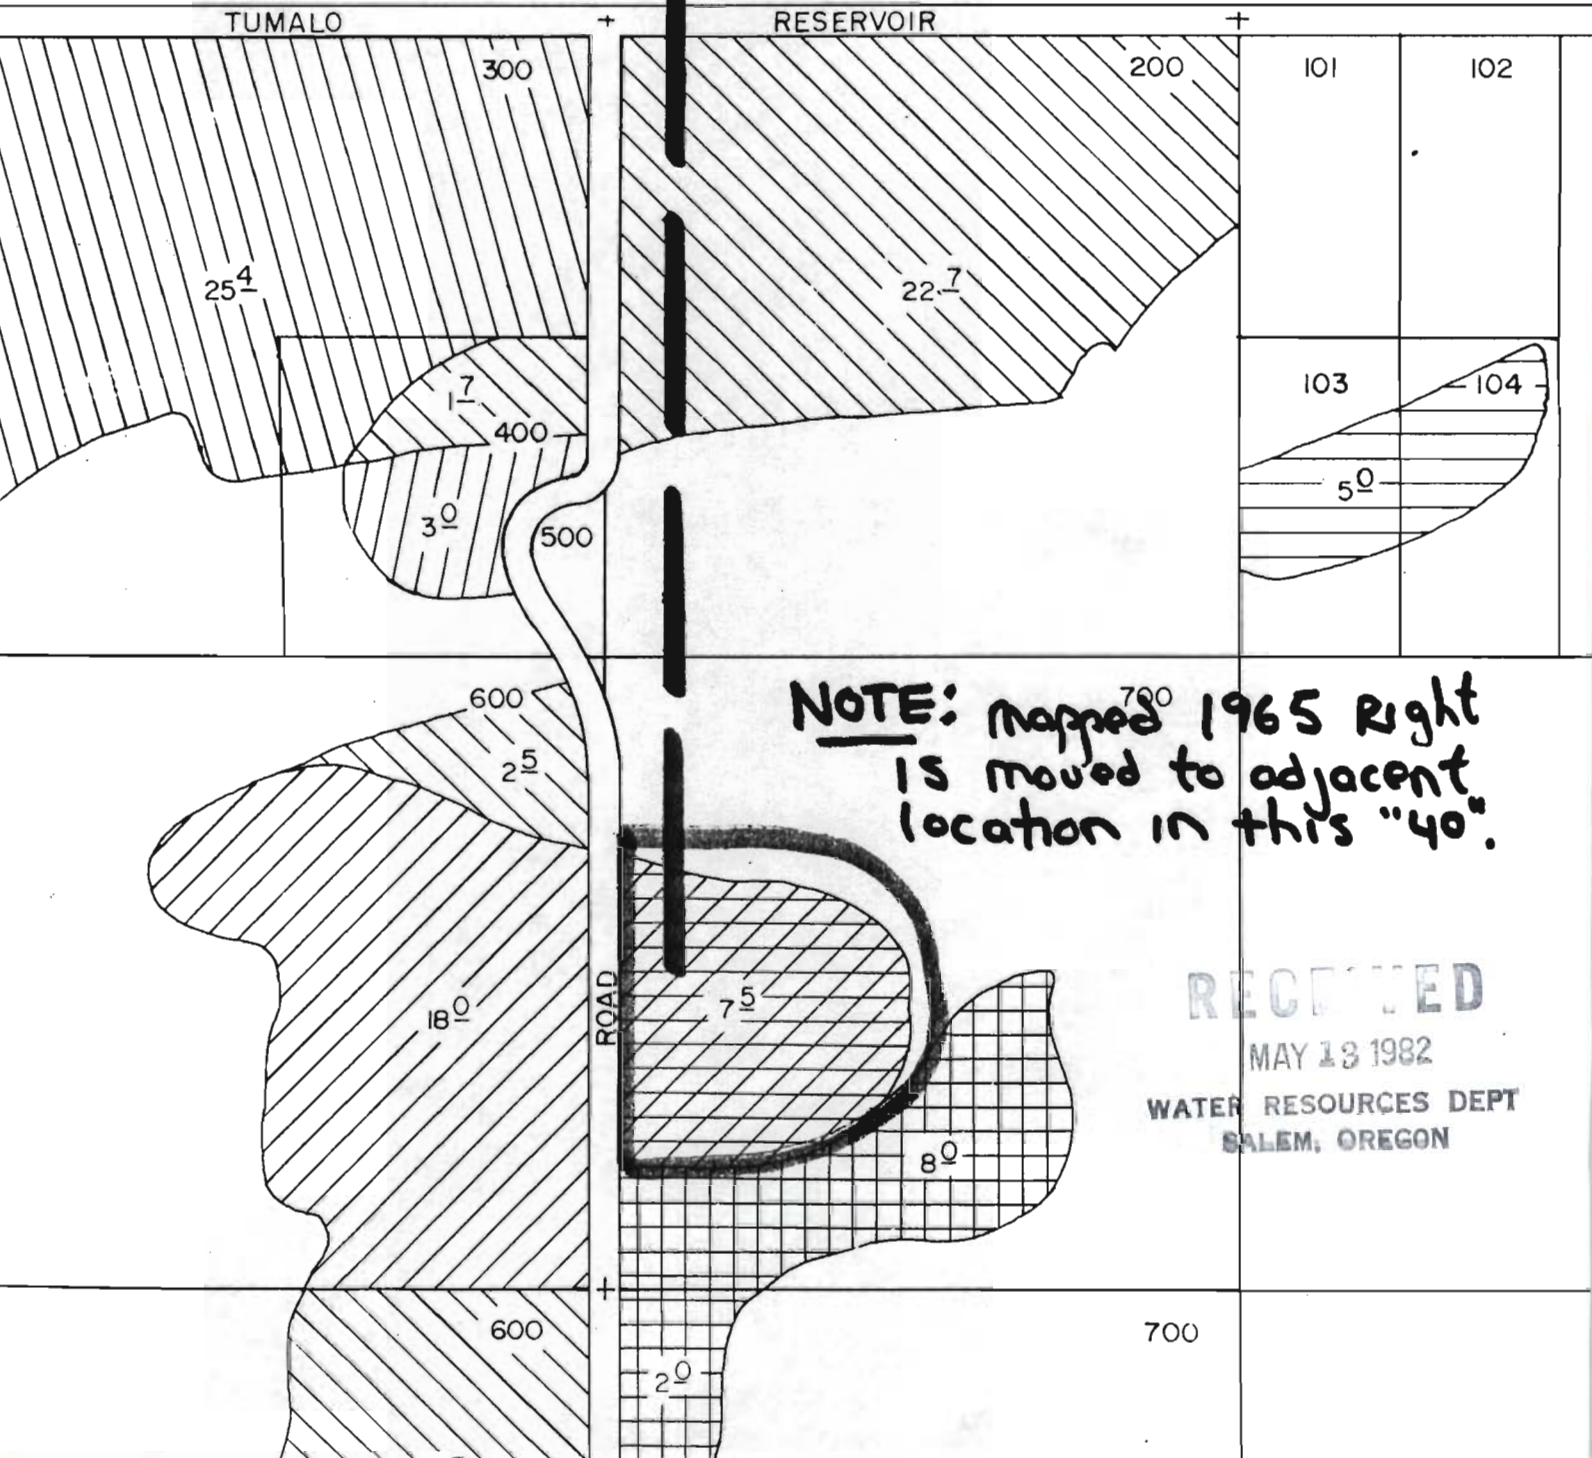 TUMALO RESERVOIR
300 200 101 102
25 4
22.7
1 7
103 104
400
5 0
3 0
500
600
700
NOTE: mapped 1965 Right
is moved to adjacent
location in this "40".
2 5
ROAD
7 5
18 0
RECEIVED
MAY 13 1982
WATER RESOURCES DEPT
SALEM, OREGON
8 0
600
700
2 0